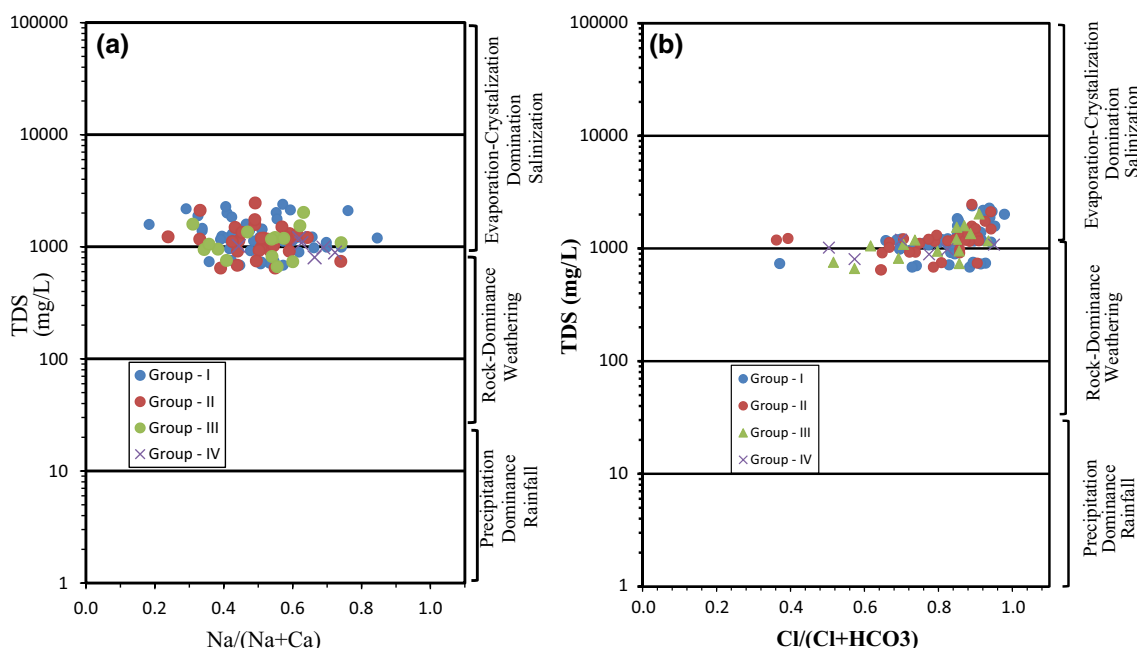 (a)
100000
10000
1000
100
10
1
TDS
(mg/L)
0.0 0.2 0.4 0.6 0.8 1.0
Na/(Na+Ca)
Group - I
Group - II
Group - III
Group - IV
Evaporation-Crystalization
Domination
Salinization
Rock-Dominance
Weathering
Precipitation
Dominance
Rainfall
(b)
100000
10000
1000
100
10
1
TDS (mg/L)
0.0 0.2 0.4 0.6 0.8 1.0
Cl/(Cl+HCO3)
Group - I
Group - II
Group - III
Group - IV
Evaporation-Crystalization
Domination
Salinization
Rock-Dominance
Weathering
Precipitation
Dominance
Rainfall